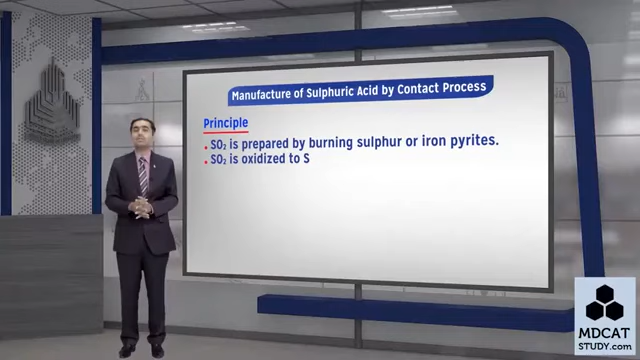 Manufacture of Sulphuric Acid by Contact Process
Principle
• SO₂ is prepared by burning sulphur or iron pyrites.
• SO₂ is oxidized to S
MDCAT
STUDY.com